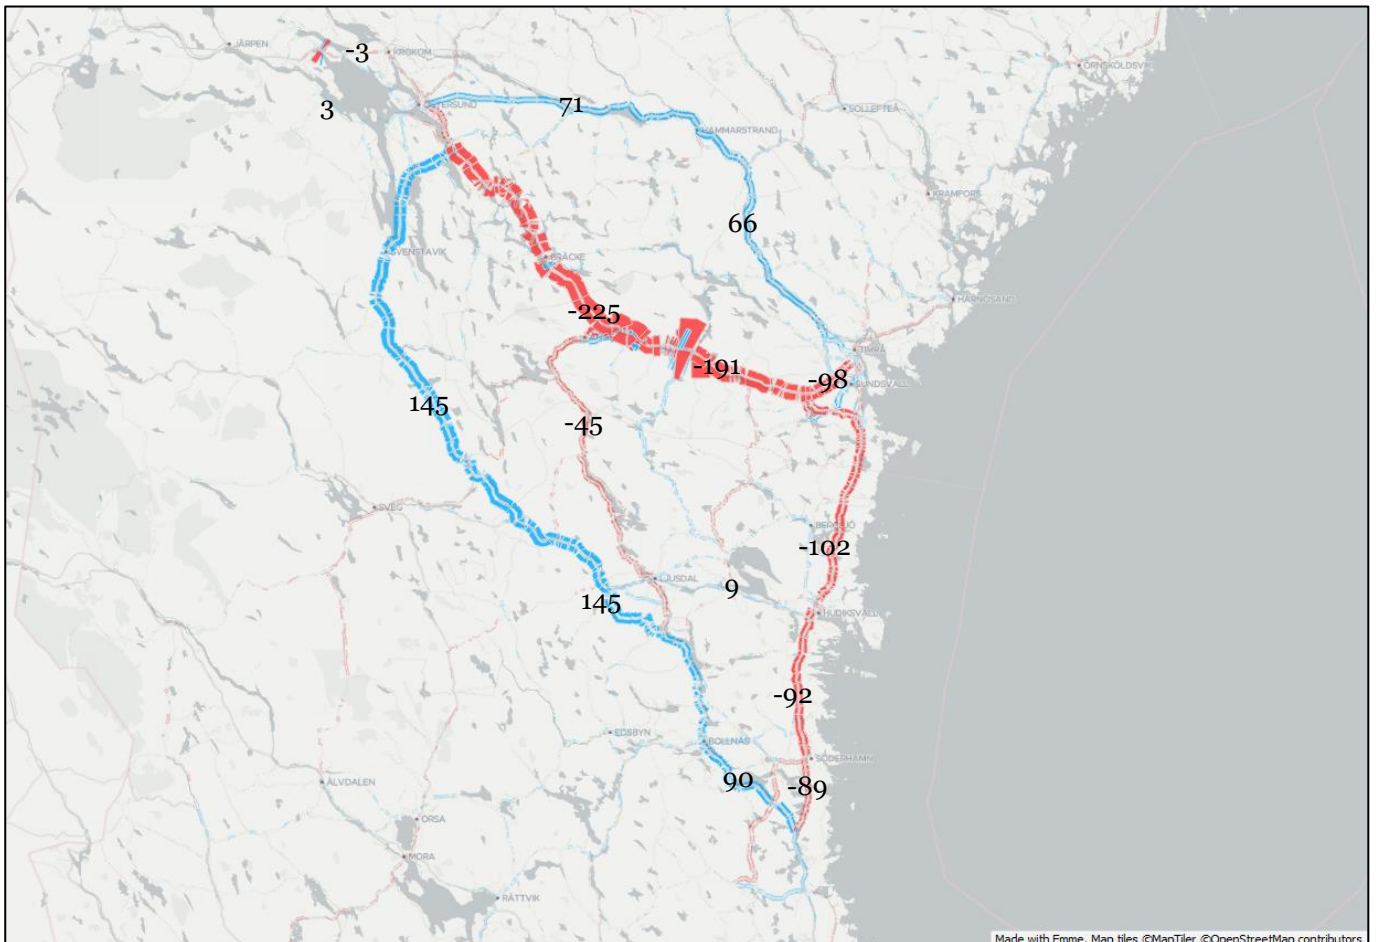 JÄRPEN
-3
KROKOM
ÖRNSKÖLDSVIK
3
ÖSTERSUND
71
SOLLEFTEÅ
HAMMARSTRAND
KRAMFORS
66
SVENSTAVIK
BRÄCKE
HÄRNÖSAND
-225
TIMRÅ
-191
-98
SUNDSVALL
145
-45
SVEG
BERGSJÖ
-102
LJUSDAL
9
145
HUDIKSVALL
-92
EDSBYN
BOLLNÄS
SÖDERHAMN
ÄLVDALEN
90
-89
ORSA
MORA
RÄTTVIK
Made with Emme. Map tiles ©MapTiler ©OpenStreetMap contributors